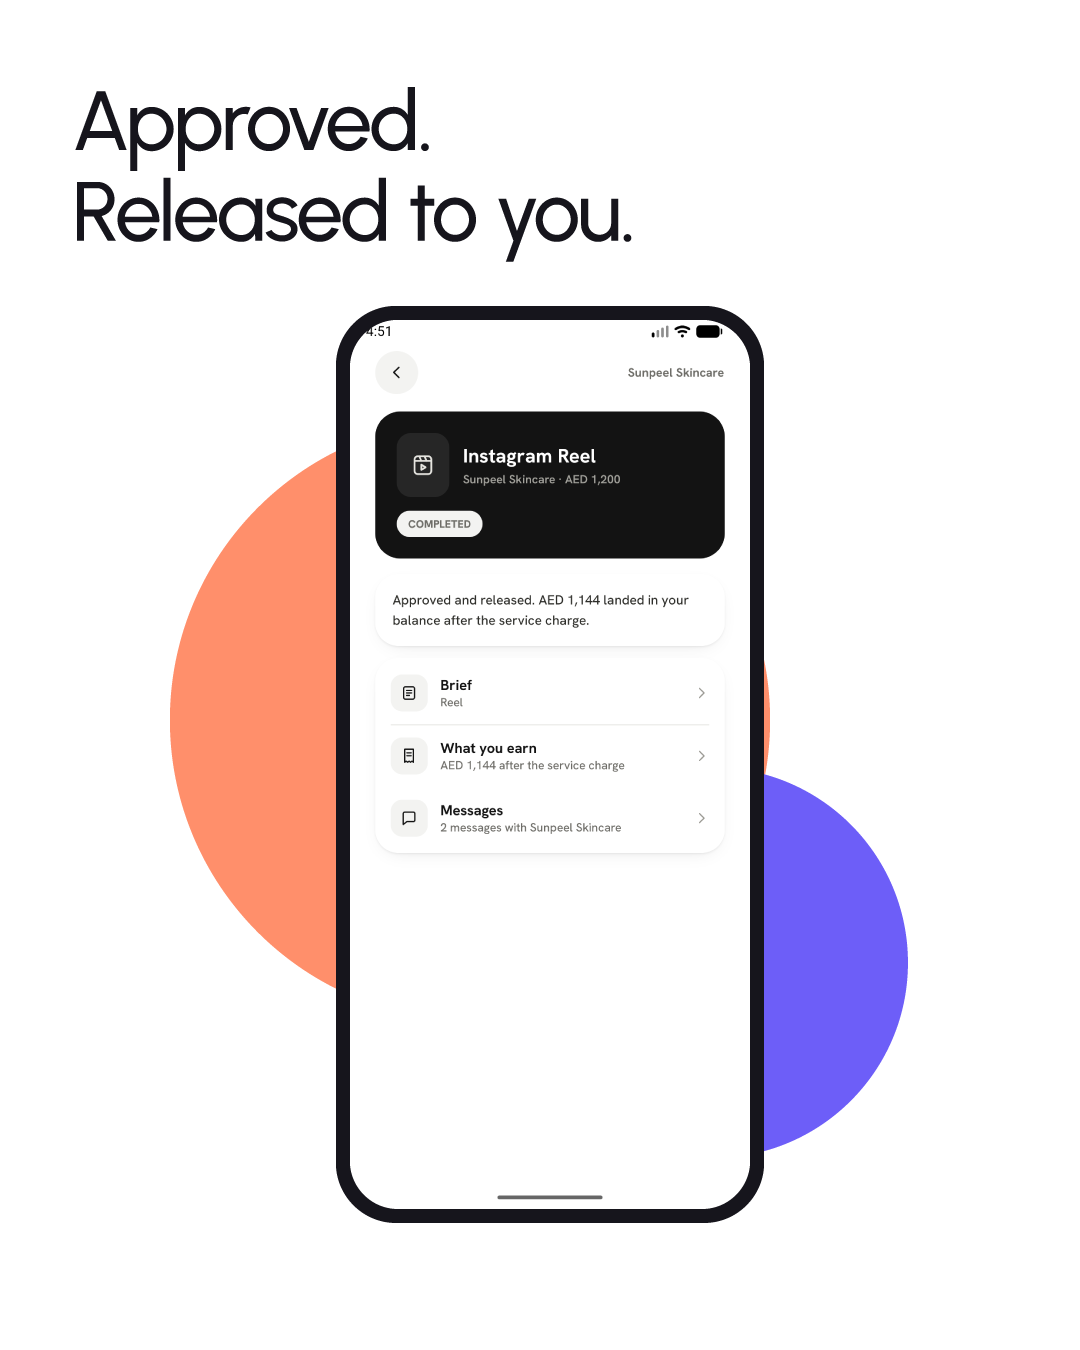 Approved.
Released to you.
4:51
Sunpeel Skincare
Instagram Reel
Sunpeel Skincare · AED 1,200
COMPLETED
Approved and released. AED 1,144 landed in your
balance after the service charge.
Brief
Reel
What you earn
AED 1,144 after the service charge
Messages
2 messages with Sunpeel Skincare